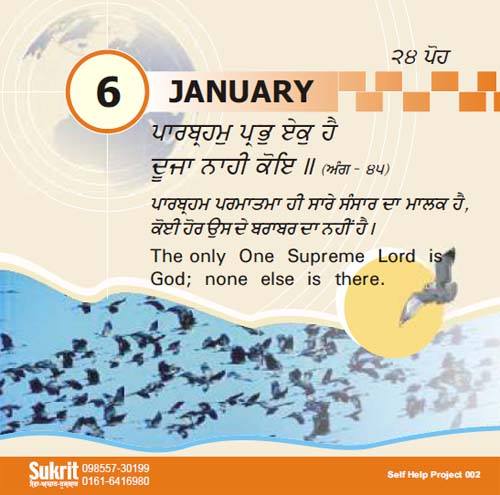 ੨੪ ਪੋਹ
6 JANUARY
ਪਾਰਬ੍ਰਹਮੁ ਪ੍ਰਭੁ ਏਕੁ ਹੈ
ਦੂਜਾ ਨਾਹੀ ਕੋਇ ॥ (ਅੰਗ - ੪੫)
ਪਾਰਬ੍ਰਹਮ ਪਰਮਾਤਮਾ ਹੀ ਸਾਰੇ ਸੰਸਾਰ ਦਾ ਮਾਲਕ ਹੈ,
ਕੋਈ ਹੋਰ ਉਸ ਦੇ ਬਰਾਬਰ ਦਾ ਨਹੀਂ ਹੈ।
The only One Supreme Lord is
God; none else is there.
Sukrit 098557-30199
0161-6416980
Self Help Project 002